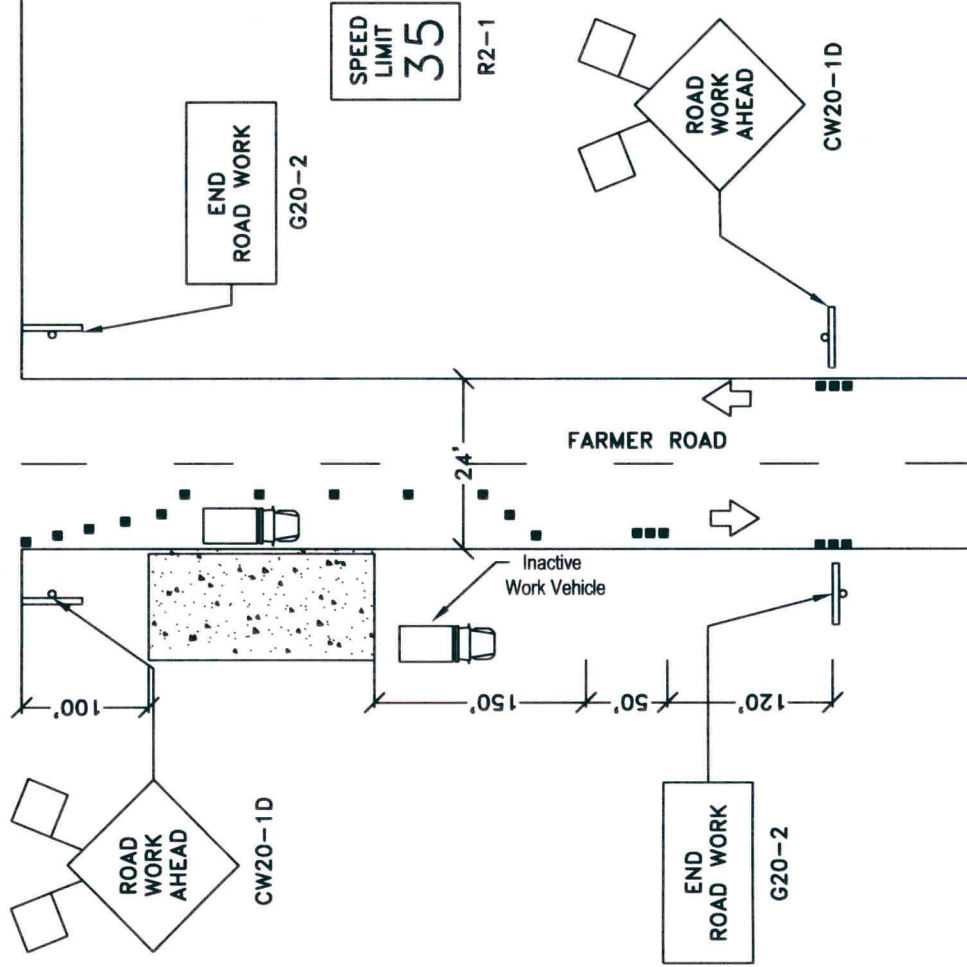 SPEED
LIMIT
35
R2-1
END
ROAD WORK
G20-2
ROAD
WORK
AHEAD
CW20-1D
24'
FARMER ROAD
Inactive
Work Vehicle
100'
150'
50'
120'
ROAD
WORK
AHEAD
CW20-1D
END
ROAD WORK
G20-2